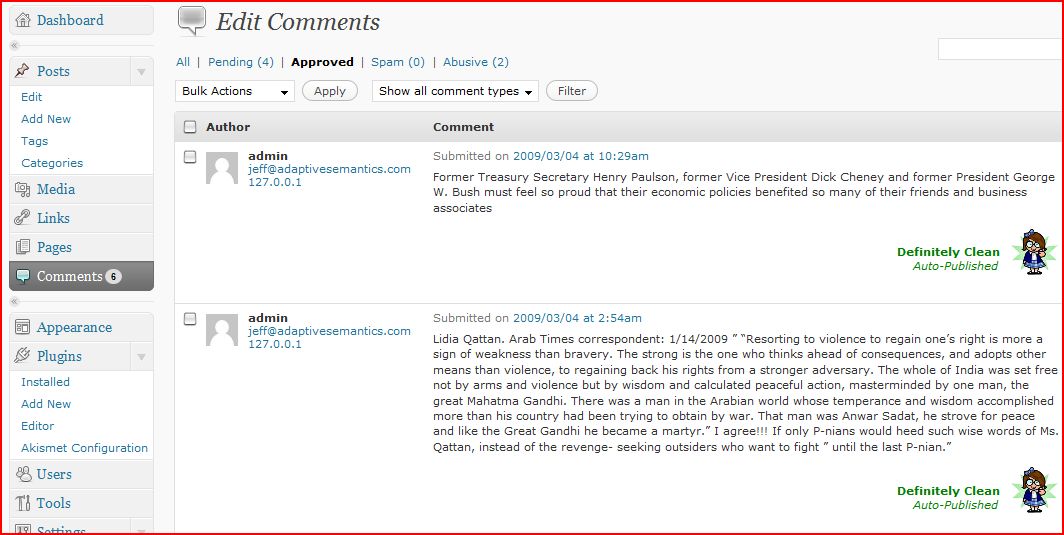 Dashboard
Posts
Edit
Add New
Tags
Categories
Media
Links
Pages
Comments 6
Appearance
Plugins
Installed
Add New
Editor
Akismet Configuration
Users
Tools
Settings
Edit Comments
All | Pending (4) | Approved | Spam (0) | Abusive (2)
Bulk Actions Apply Show all comment types Filter
Author Comment
admin
jeff@adaptivesemantics.com
127.0.0.1
Submitted on 2009/03/04 at 10:29am
Former Treasury Secretary Henry Paulson, former Vice President Dick Cheney and former President George
W. Bush must feel so proud that their economic policies benefited so many of their friends and business
associates
Definitely Clean
Auto-Published
admin
jeff@adaptivesemantics.com
127.0.0.1
Submitted on 2009/03/04 at 2:54am
Lidia Qattan. Arab Times correspondent: 1/14/2009 ” “Resorting to violence to regain one’s right is more a
sign of weakness than bravery. The strong is the one who thinks ahead of consequences, and adopts other
means than violence, to regaining back his rights from a stronger adversary. The whole of India was set free
not by arms and violence but by wisdom and calculated peaceful action, masterminded by one man, the
great Mahatma Gandhi. There was a man in the Arabian world whose temperance and wisdom accomplished
more than his country had been trying to obtain by war. That man was Anwar Sadat, he strove for peace
and like the Great Gandhi he became a martyr.” I agree!!! If only P-nians would heed such wise words of Ms.
Qattan, instead of the revenge- seeking outsiders who want to fight ” until the last P-nian.”
Definitely Clean
Auto-Published